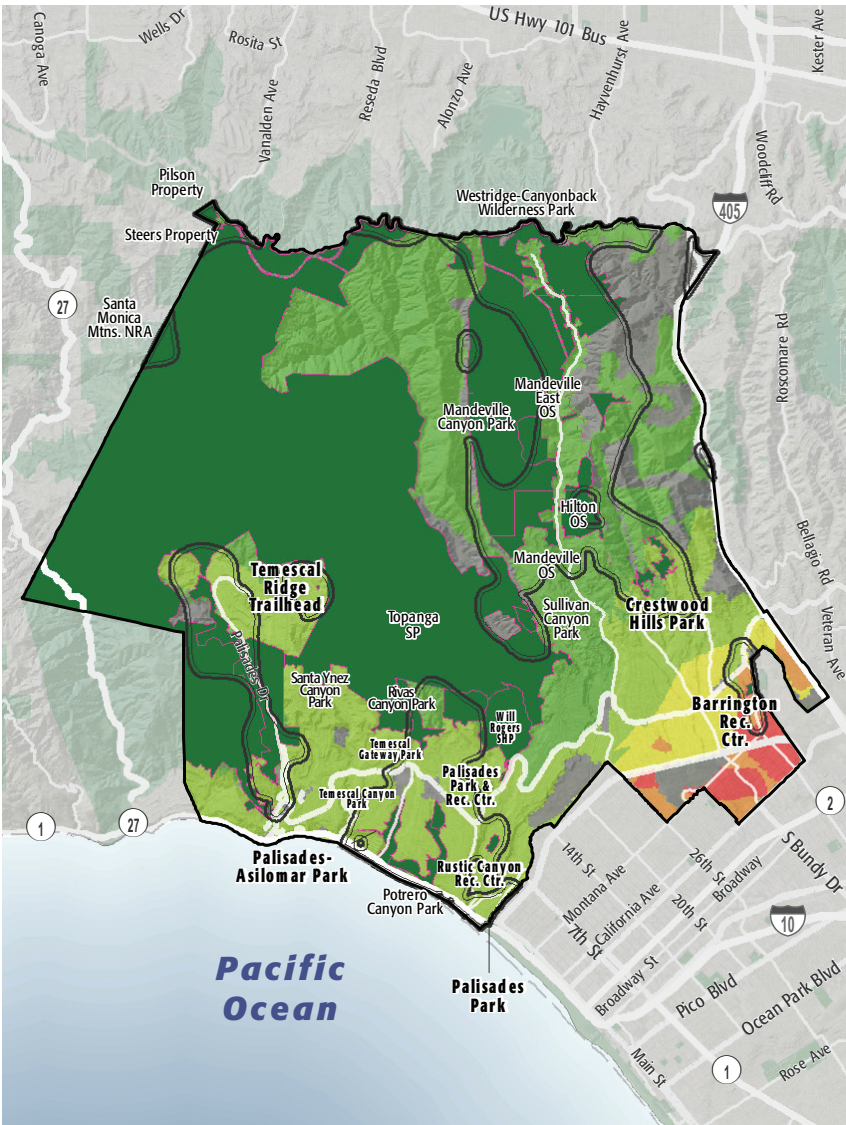 Canoga Ave
Wells Dr
Rosita St
Vanalden Ave
Reseda Blvd
Alonzo Ave
US Hwy 101 Bus
Hayvenhurst Ave
Kester Ave
Woodcliff Rd
405
Pilson
Property
Steers Property
Westridge-Canyonback
Wilderness Park
27
Santa
Monica
Mtns. NRA
Roscomare Rd
Mandeville
East
OS
Mandeville
Canyon Park
Hilton
OS
Bellagio Rd
Mandeville
OS
Temescal
Ridge
Trailhead
Topanga
SP
Sullivan
Canyon
Park
Crestwood
Hills Park
Veteran Ave
Palisades Dr
Santa Ynez
Canyon
Park
Rivas
Canyon Park
Will
Rogers
SHP
Barrington
Rec.
Ctr.
Temescal
Gateway Park
Palisades
Park &
Rec. Ctr.
Temescal Canyon
Park
1
27
2
Palisades-
Asilomar Park
Rustic Canyon
Rec. Ctr.
Potrero
Canyon Park
14th St
Montana Ave
California Ave
7th St
26th St
Broadway
20th St
S Bundy Dr
10
Pacific
Ocean
Palisades
Park
Broadway St
Pico Blvd
Ocean Park Blvd
Main St
1
Rose Ave